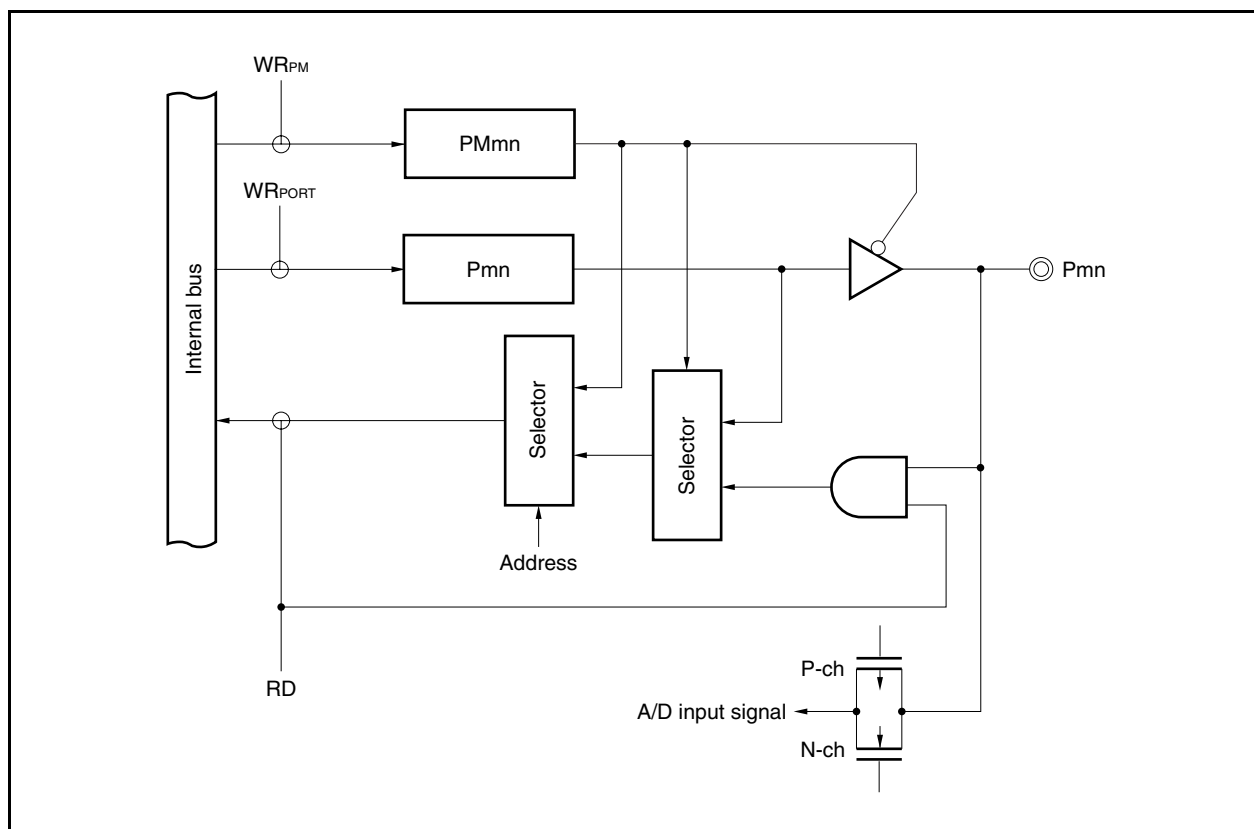 WRPM
PMmn
WRPORT
Pmn
Pmn
Internal bus
Selector
Selector
Address
RD
P-ch
A/D input signal
N-ch